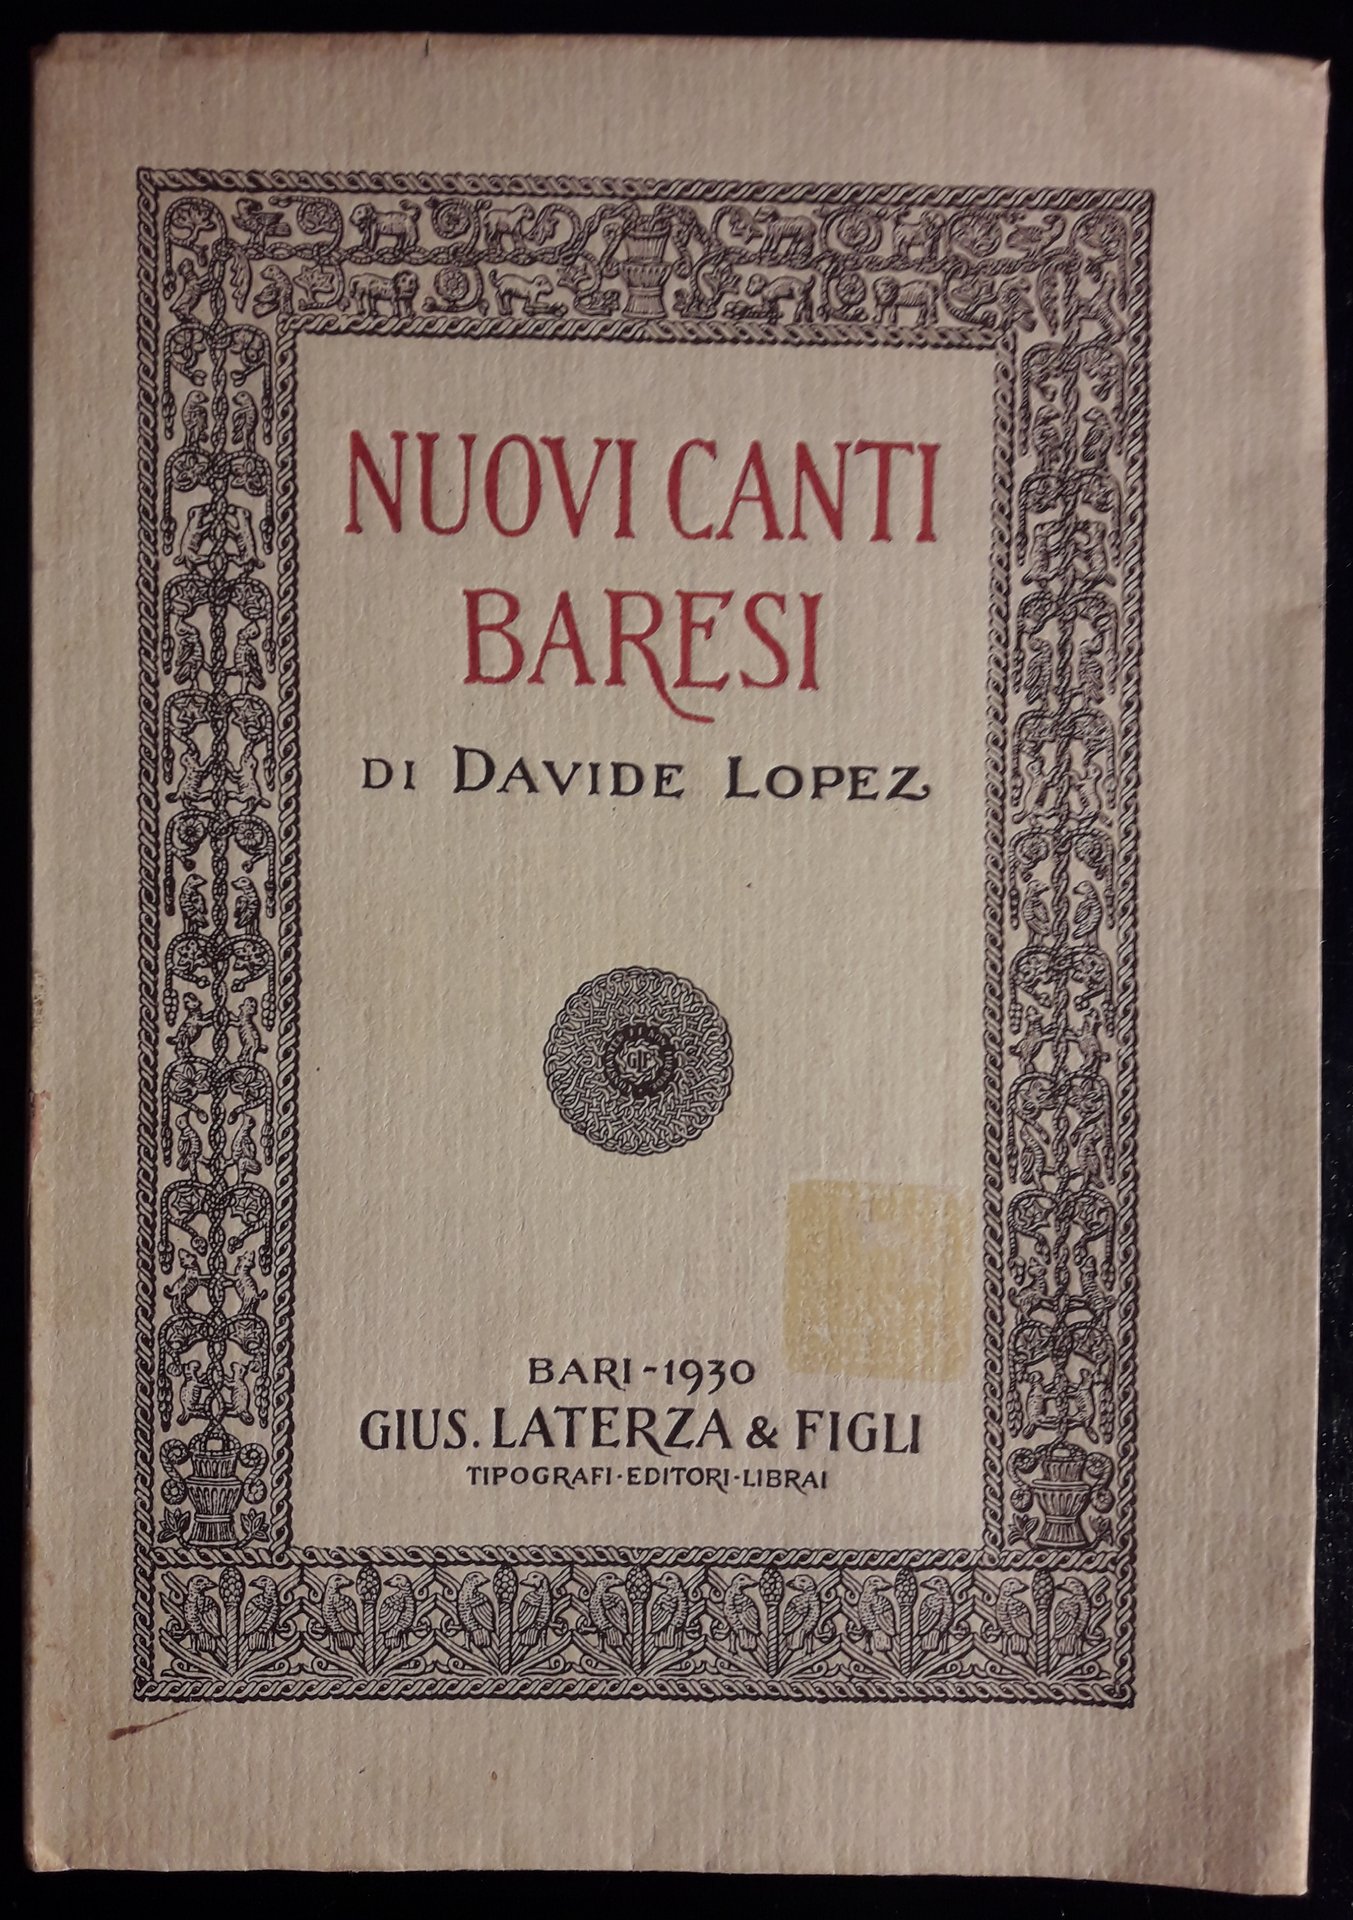 NUOVI CANTI
BARESI
DI DAVIDE LOPEZ
BARI-1930
GIUS. LATERZA & FIGLI
TIPOGRAFI·EDITORI·LIBRAI